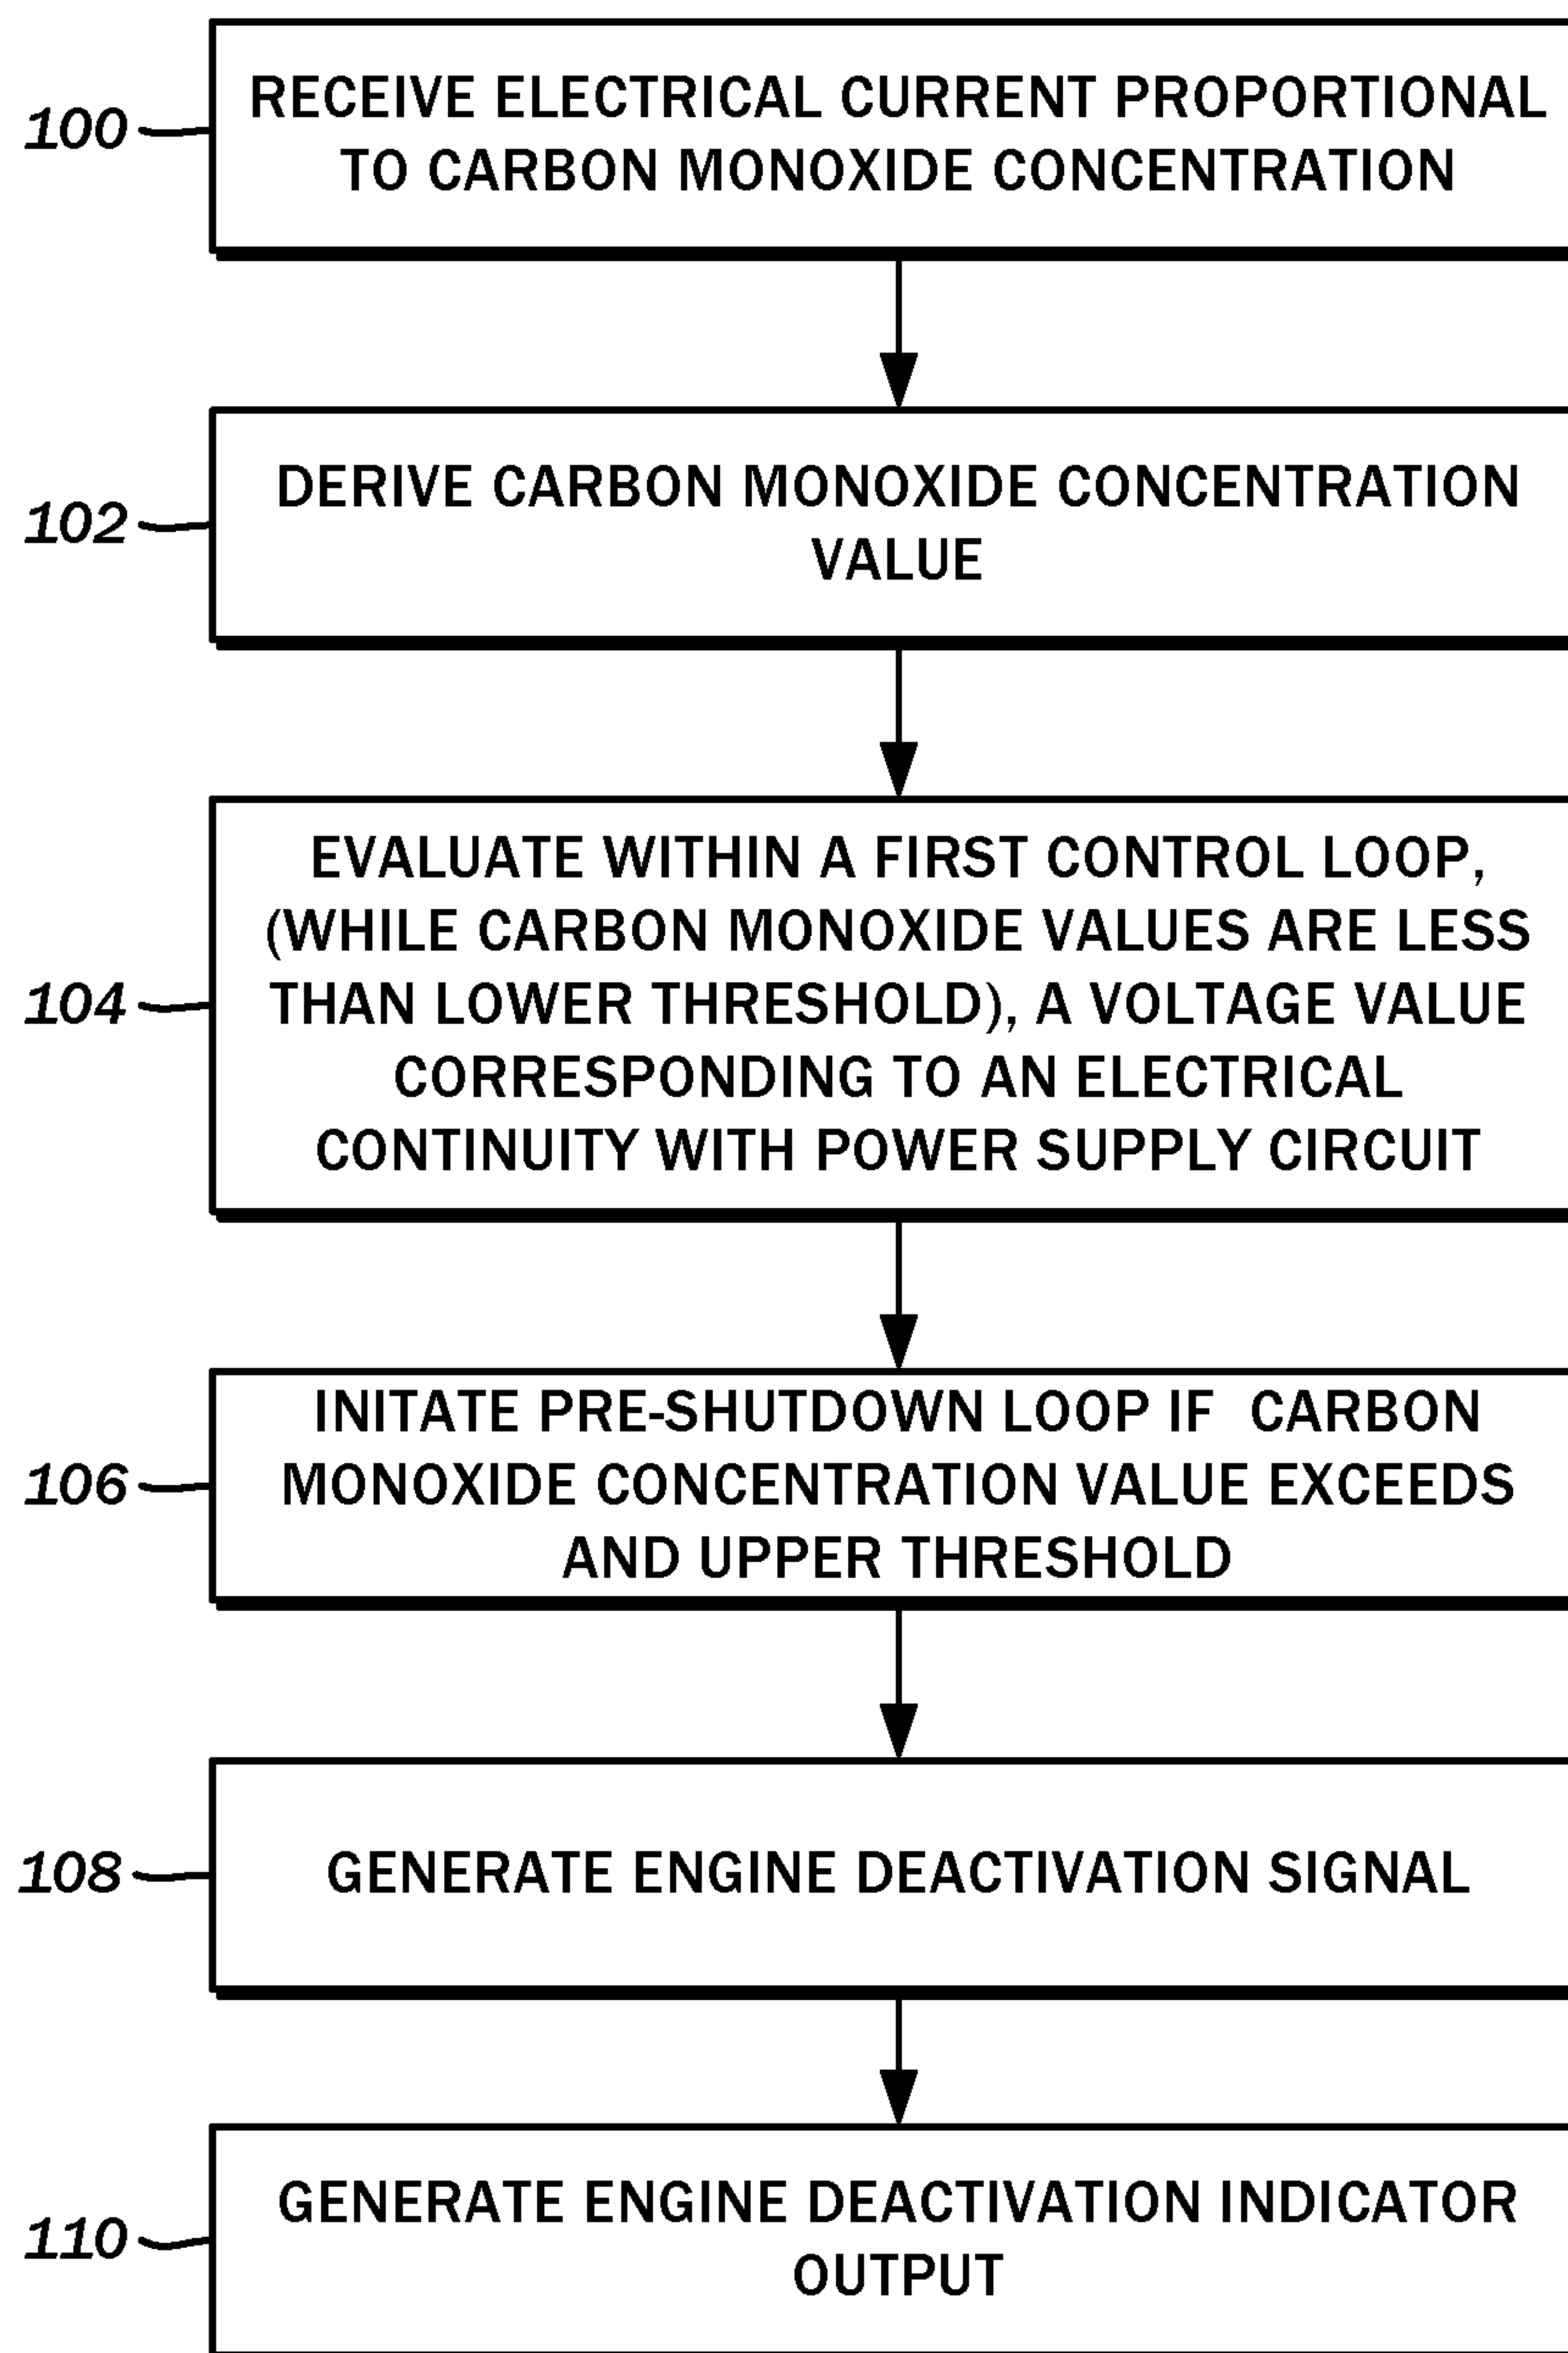 RECEIVE ELECTRICAL CURRENT PROPORTIONAL
100
TO CARBON MONOXIDE CONCENTRATION
DERIVE CARBON MONOXIDE CONCENTRATION
102
VALUE
EVALUATE WITHIN A FIRST CONTROL LOOP,
(WHILE CARBON MONOXIDE VALUES ARE LESS
104
THAN LOWER THRESHOLD), A VOLTAGE VALUE
CORRESPONDING TO AN ELECTRICAL
CONTINUITY WITH POWER SUPPLY CIRCUIT
INITATE PRE-SHUTDOWN LOOP IF CARBON
106
MONOXIDE CONCENTRATION VALUE EXCEEDS
AND UPPER THRESHOLD
108
GENERATE ENGINE DEACTIVATION SIGNAL
GENERATE ENGINE DEACTIVATION INDICATOR
110
OUTPUT